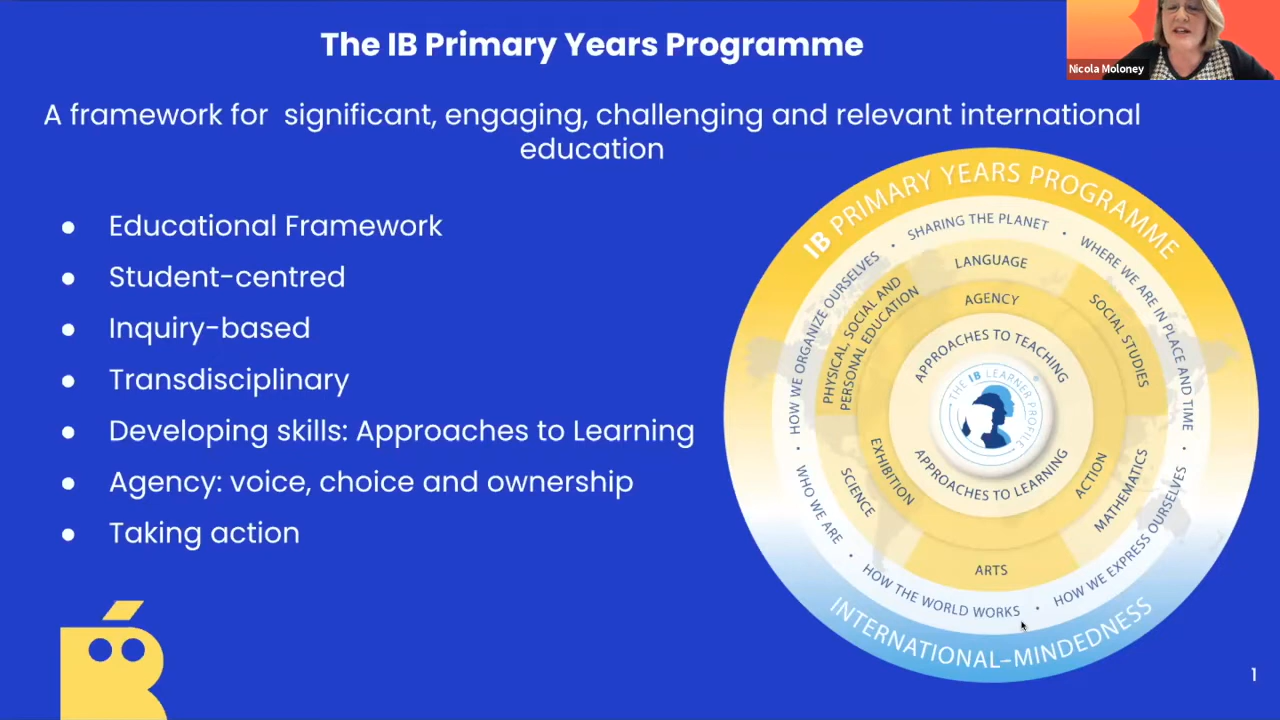 The IB Primary Years Programme
Nicola Moloney
A framework for significant, engaging, challenging and relevant international
education
● Educational Framework
● Student-centred
● Inquiry-based
● Transdisciplinary
● Developing skills: Approaches to Learning
● Agency: voice, choice and ownership
● Taking action
IB PRIMARY YEARS PROGRAMME
SHARING THE PLANET
•
WHERE WE ARE IN PLACE AND TIME
•
HOW WE EXPRESS OURSELVES
•
HOW THE WORLD WORKS
•
WHO WE ARE
•
HOW WE ORGANIZE OURSELVES
•
LANGUAGE
SOCIAL STUDIES
MATHEMATICS
ARTS
SCIENCE
PHYSICAL, SOCIAL AND
PERSONAL EDUCATION
AGENCY
ACTION
EXHIBITION
APPROACHES TO TEACHING
THE IB LEARNER PROFILE
®
APPROACHES TO LEARNING
INTERNATIONAL-MINDEDNESS
1